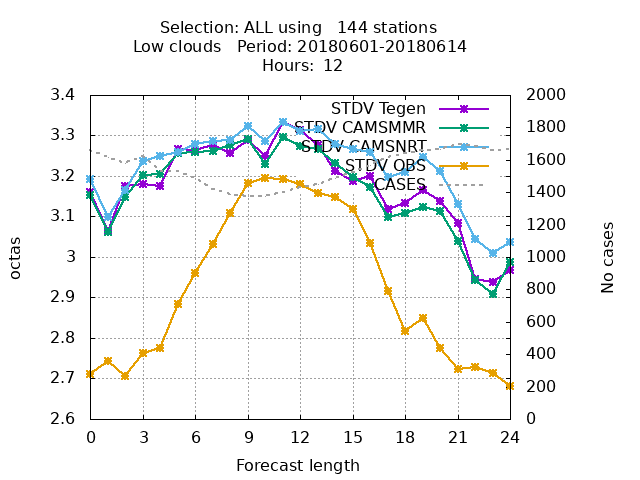 Selection: ALL using   144 stations
Low clouds   Period: 20180601-20180614
Hours:  12
3.4
3.3
3.2
3.1
3
2.9
2.8
2.7
2.6
octas
STDV Tegen
STDV CAMSMMR
STDV CAMSNRT
STDV OBS
CASES
2000
1800
1600
1400
1200
1000
800
600
400
200
0
No cases
0 3 6 9 12 15 18 21 24
Forecast length